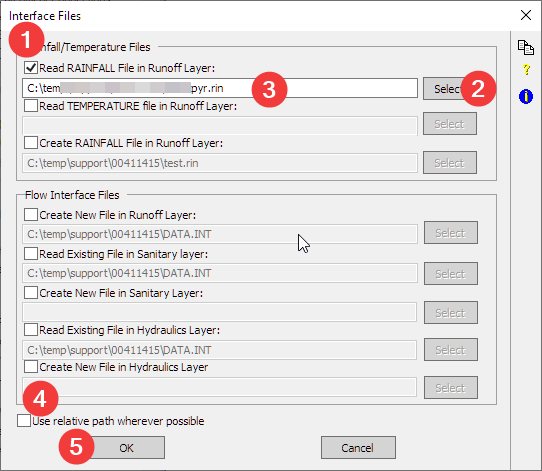 Interface Files
1
nfall/Temperature Files
Read RAINFALL File in Runoff Layer:
C:\tem pyr.rin
3
Select
2
Read TEMPERATURE file in Runoff Layer:
Select
Create RAINFALL File in Runoff Layer:
C:\temp\support\00411415\test.rin
Select
?
i
Flow Interface Files
Create New File in Runoff Layer:
C:\temp\support\00411415\DATA.INT
Select
Read Existing File in Sanitary layer:
C:\temp\support\00411415\DATA.INT
Select
Create New File in Sanitary Layer:
Select
Read Existing File in Hydraulics Layer:
C:\temp\support\00411415\DATA.INT
Select
Create New File in Hydraulics Layer
Select
4
Use relative path wherever possible
5
OK
Cancel